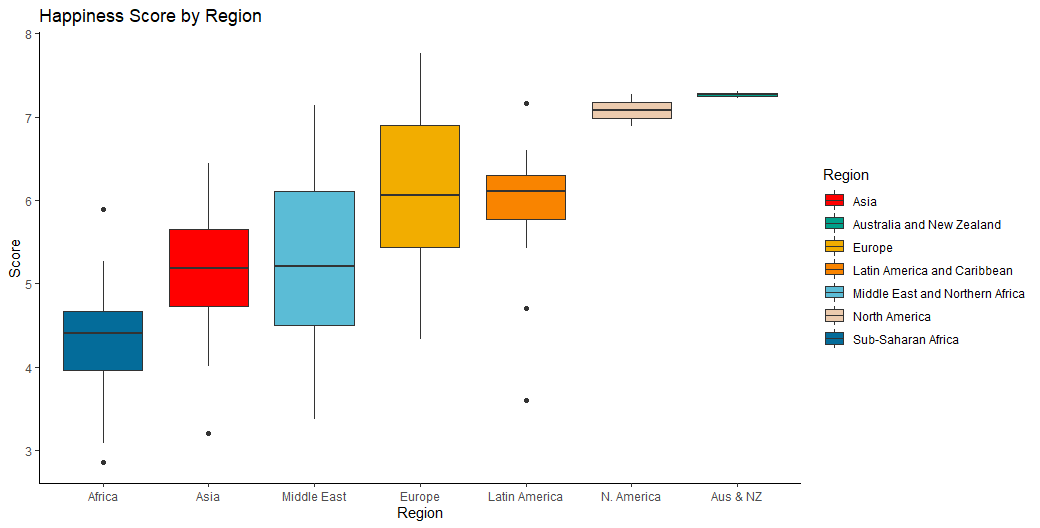 Happiness Score by Region
8
7
6
5
4
3
Score
Africa
Asia
Middle East
Europe
Latin America
N. America
Aus & NZ
Region
Region
Asia
Australia and New Zealand
Europe
Latin America and Caribbean
Middle East and Northern Africa
North America
Sub-Saharan Africa